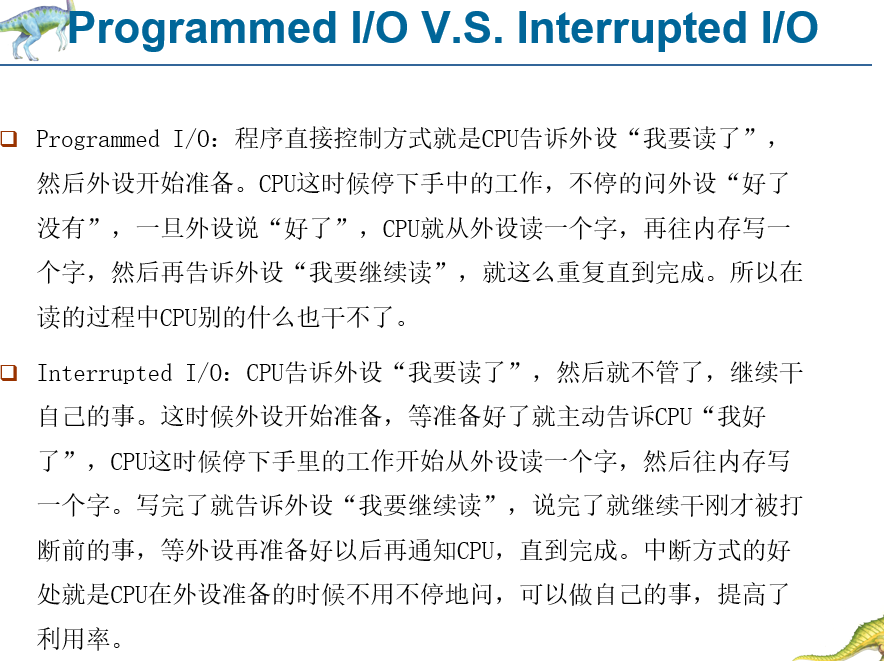 Programmed I/O V.S. Interrupted I/O
Programmed I/O：程序直接控制方式就是CPU告诉外设“我要读了”，
然后外设开始准备。CPU这时候停下手中的工作，不停的问外设“好了
没有”，一旦外设说“好了”，CPU就从外设读一个字，再往内存写一
个字，然后再告诉外设“我要继续读”，就这么重复直到完成。所以在
读的过程中CPU别的什么也干不了。
Interrupted I/O：CPU告诉外设“我要读了”，然后就不管了，继续干
自己的事。这时候外设开始准备，等准备好了就主动告诉CPU“我好
了”，CPU这时候停下手里的工作开始从外设读一个字，然后往内存写
一个字。写完了就告诉外设“我要继续读”，说完了就继续干刚才被打
断前的事，等外设再准备好以后再通知CPU，直到完成。中断方式的好
处就是CPU在外设准备的时候不用不停地问，可以做自己的事，提高了
利用率。